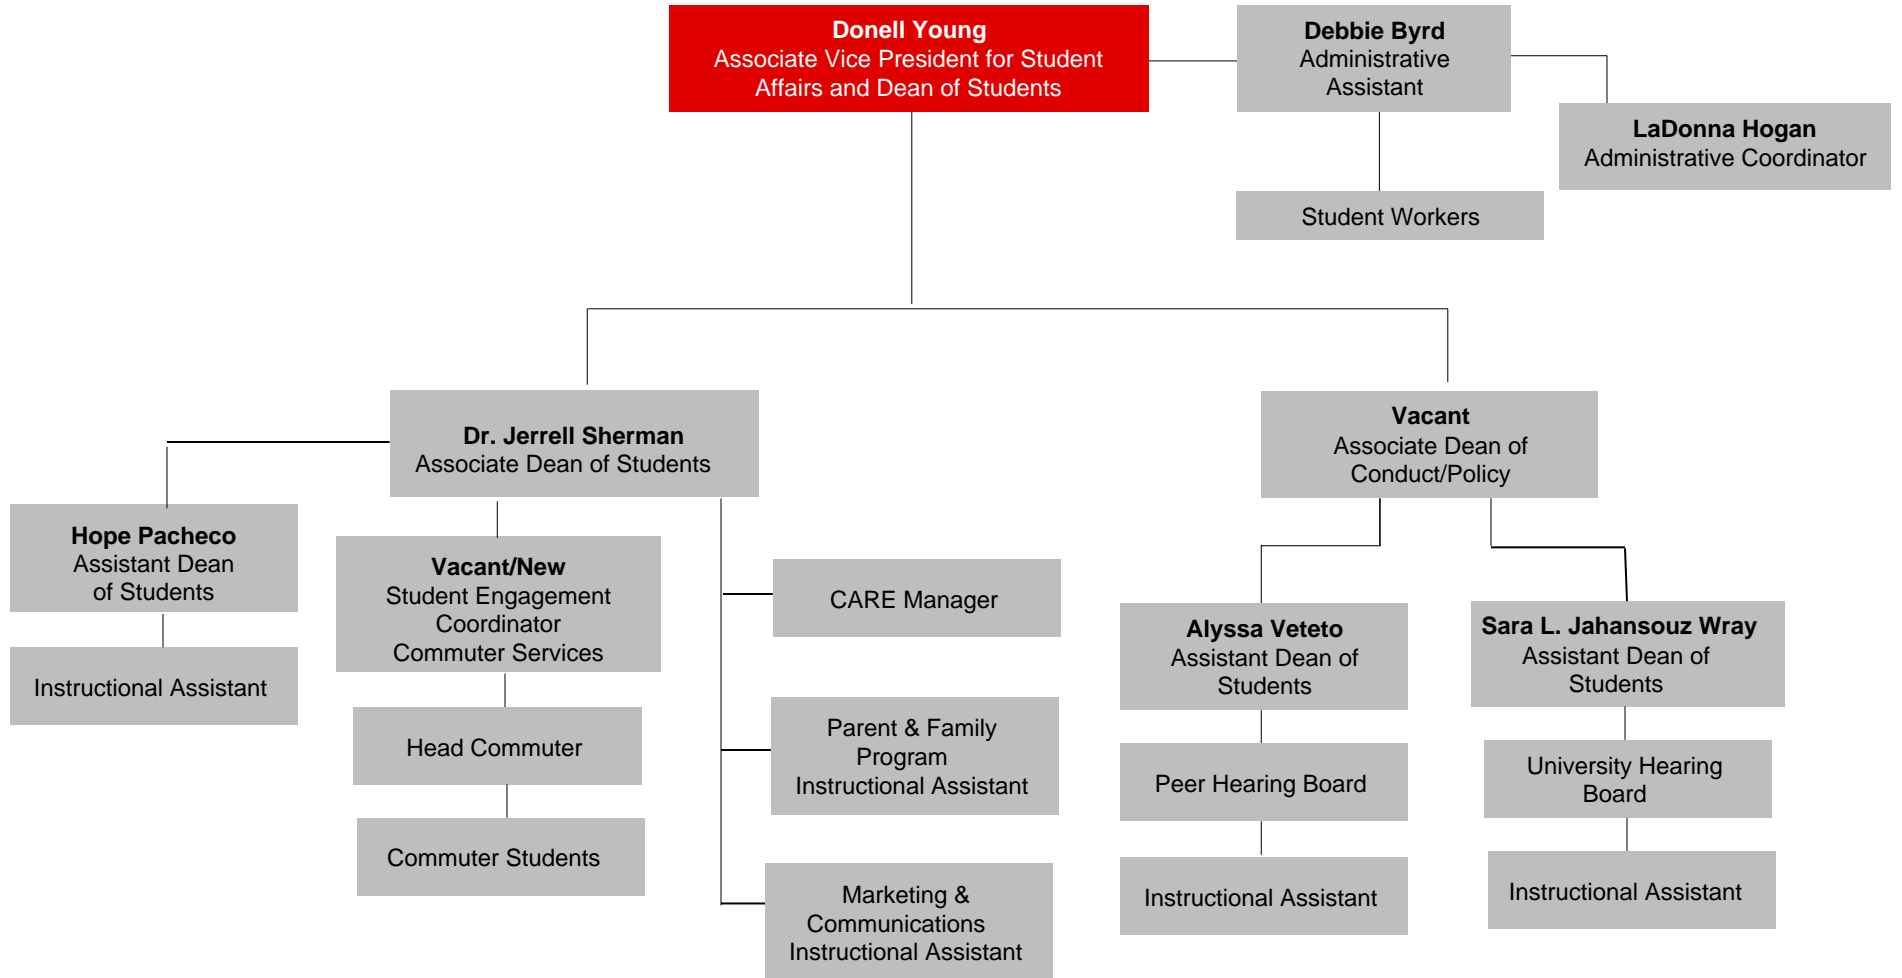 Donell Young
Associate Vice President for Student
Affairs and Dean of Students
Debbie Byrd
Administrative
Assistant
LaDonna Hogan
Administrative Coordinator
Student Workers
Dr. Jerrell Sherman
Associate Dean of Students
Vacant
Associate Dean of
Conduct/Policy
Hope Pacheco
Assistant Dean
of Students
Instructional Assistant
Vacant/New
Student Engagement
Coordinator
Commuter Services
Head Commuter
Commuter Students
CARE Manager
Parent & Family
Program
Instructional Assistant
Marketing &
Communications
Instructional Assistant
Alyssa Veteto
Assistant Dean of
Students
Peer Hearing Board
Instructional Assistant
Sara L. Jahansouz Wray
Assistant Dean of
Students
University Hearing
Board
Instructional Assistant